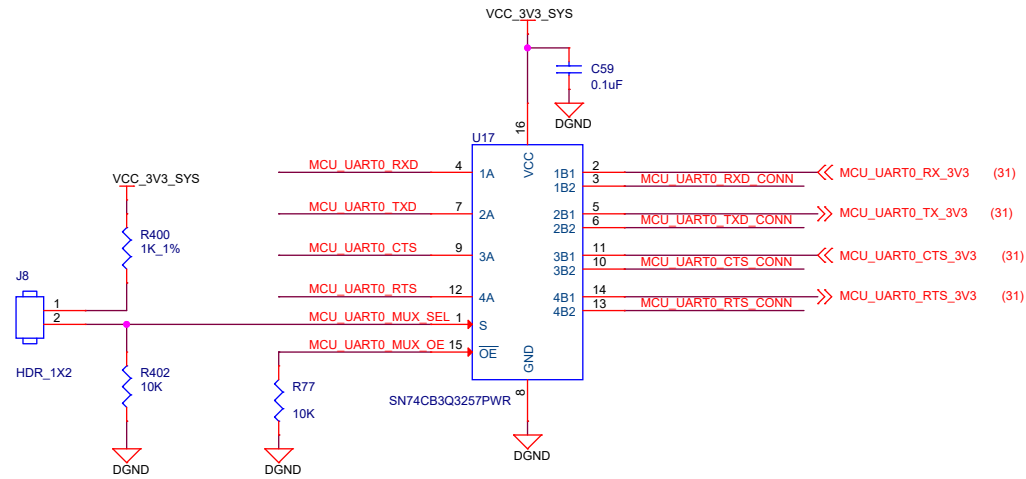 VCC_3V3_SYS
C59
0.1uF
DGND
16
U17
VCC
MCU_UART0_RXD 4 1A 1B1 2 MCU_UART0_RX_3V3 (31)
1B2 3 MCU_UART0_RXD_CONN
VCC_3V3_SYS
MCU_UART0_TXD 7 2A 2B1 5 MCU_UART0_TX_3V3 (31)
2B2 6 MCU_UART0_TXD_CONN
R400
1K_1%
MCU_UART0_CTS 9 3A 3B1 11 MCU_UART0_CTS_3V3 (31)
3B2 10 MCU_UART0_CTS_CONN
J8
MCU_UART0_RTS 12 4A 4B1 14 MCU_UART0_RTS_3V3 (31)
1
4B2 13 MCU_UART0_RTS_CONN
2
MCU_UART0_MUX_SEL 1 S
MCU_UART0_MUX_OE 15 OE
GND
HDR_1X2
R402
10K
R77
10K
8
SN74CB3Q3257PWR
DGND
DGND
DGND